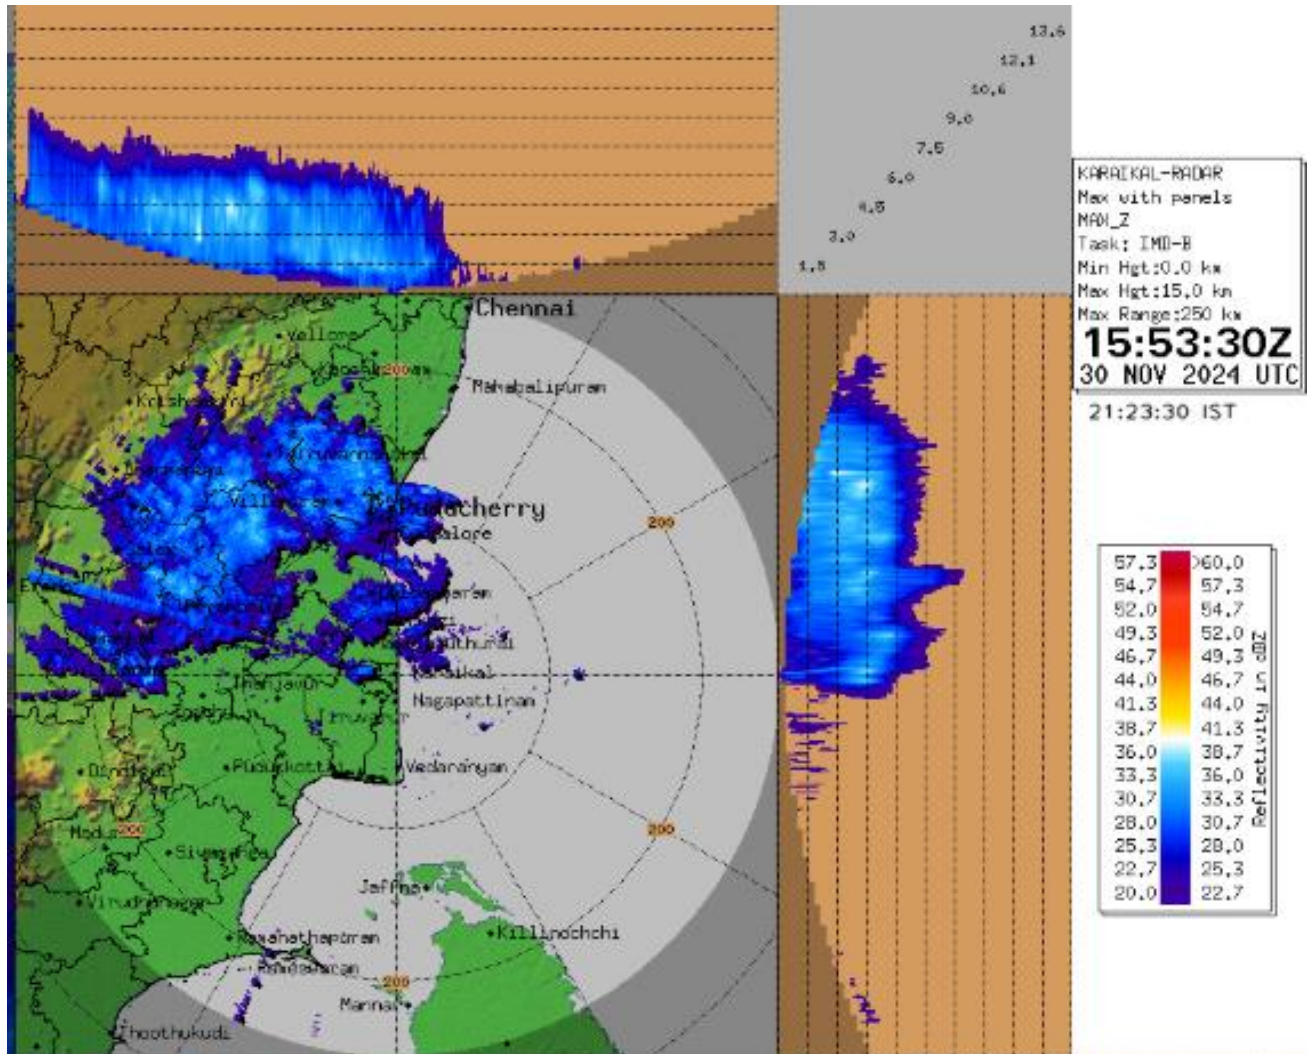 13.6
12.1
10.6
9.0
7.5
6.0
4.5
3.0
1.5
KARAIKAL-RADAR
Max with panels
MAX_Z
Task: IMD-B
Min Hgt:0.0 km
Max Hgt:15.0 km
Max Range:250 km
15:53:30Z
30 NOV 2024 UTC
21:23:30 IST
Chennai
Vellore
200
Mahabalipuram
Puducherry
200
Karaikal
Thanjavur
Nagapattinam
Tiruvarur
Dindigul
Pudukkottai
Vedaranyam
200
200
Jaffna
Killinochchi
Ramanathapuram
Rameswaram
200
Mannar
Thoothukudi
57.3 >60.0
54.7 57.3
52.0 54.7
49.3 52.0
46.7 49.3
44.0 46.7
41.3 44.0
38.7 41.3
36.0 38.7
33.3 36.0
30.7 33.3
28.0 30.7
25.3 28.0
22.7 25.3
20.0 22.7
Reflectivity in dBZ